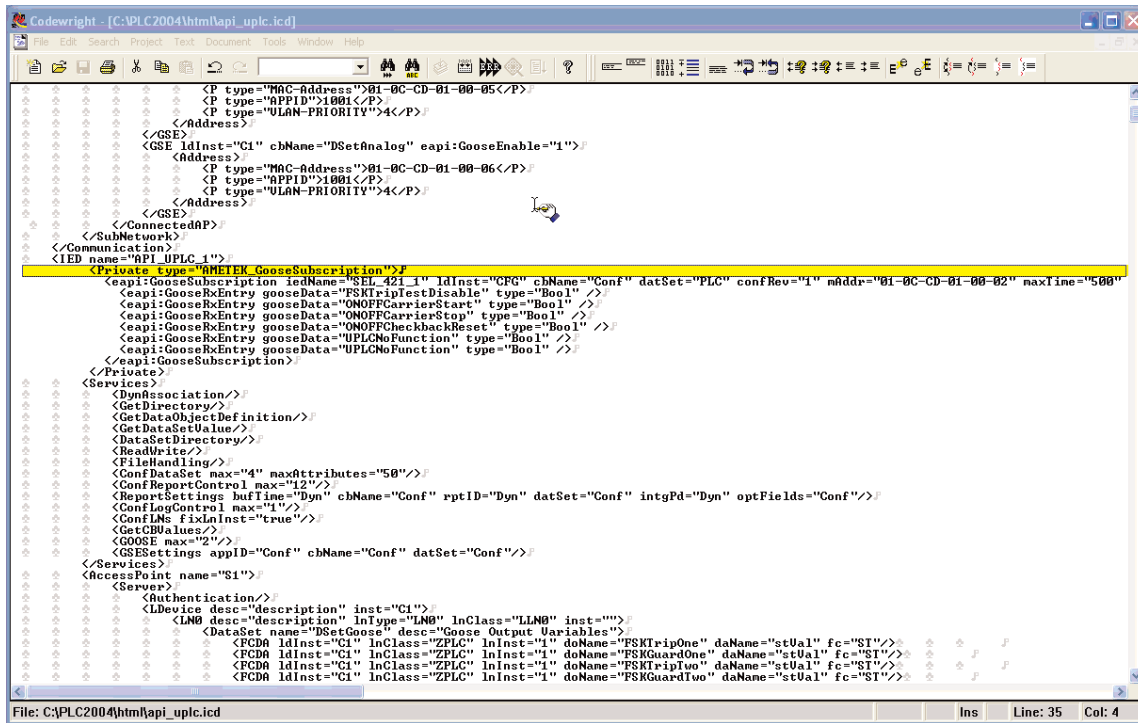 Codewright - [C:\PLC2004\html\api_uplc.icd]
File Edit Search Project Text Document Tools Window Help
<P type="MAC-Address">01-0C-CD-01-00-05</P>
<P type="APPID">1001</P>
<P type="VLAN-PRIORITY">4</P>
</Address>
</GSE>
<GSE ldInst="C1" cbName="DSetAnalog" eapi:GooseEnable="1">
<Address>
<P type="MAC-Address">01-0C-CD-01-00-06</P>
<P type="APPID">1001</P>
<P type="VLAN-PRIORITY">4</P>
</Address>
</GSE>
</ConnectedAP>
</SubNetwork>
</Communication>
<IED name="API_UPLC_1">
<Private type="AMETEK_GooseSubscription">
<eapi:GooseSubscription iedName="SEL_421_1" ldInst="CFG" cbName="Conf" datSet="PLC" confRev="1" mAddr="01-0C-CD-01-00-02" maxTime="500"
<eapi:GooseRxEntry gooseData="FSKTripTestDisable" type="Bool" />
<eapi:GooseRxEntry gooseData="ONOFFCarrierStart" type="Bool" />
<eapi:GooseRxEntry gooseData="ONOFFCarrierStop" type="Bool" />
<eapi:GooseRxEntry gooseData="ONOFFCheckbackReset" type="Bool" />
<eapi:GooseRxEntry gooseData="UPLCNoFunction" type="Bool" />
<eapi:GooseRxEntry gooseData="UPLCNoFunction" type="Bool" />
</eapi:GooseSubscription>
</Private>
<Services>
<DynAssociation/>
<GetDirectory/>
<GetDataObjectDefinition/>
<GetDataSetValue/>
<DataSetDirectory/>
<ReadWrite/>
<FileHandling/>
<ConfDataSet max="4" maxAttributes="50"/>
<ConfReportControl max="12"/>
<ReportSettings bufTime="Dyn" cbName="Conf" rptID="Dyn" datSet="Conf" intgPd="Dyn" optFields="Conf"/>
<ConfLogControl max="1"/>
<ConfLNs fixLnInst="true"/>
<GetCBValues/>
<GOOSE max="2"/>
<GSESettings appID="Conf" cbName="Conf" datSet="Conf"/>
</Services>
<AccessPoint name="S1">
<Server>
<Authentication/>
<LDevice desc="description" inst="C1">
<LN0 desc="description" lnType="LN0" lnClass="LLN0" inst="">
<DataSet name="DSetGoose" desc="Goose Output Variables">
<FCDA ldInst="C1" lnClass="ZPLC" lnInst="1" doName="FSKTripOne" daName="stVal" fc="ST"/>
<FCDA ldInst="C1" lnClass="ZPLC" lnInst="1" doName="FSKGuardOne" daName="stVal" fc="ST"/>
<FCDA ldInst="C1" lnClass="ZPLC" lnInst="1" doName="FSKTripTwo" daName="stVal" fc="ST"/>
<FCDA ldInst="C1" lnClass="ZPLC" lnInst="1" doName="FSKGuardTwo" daName="stVal" fc="ST"/>
File: C:\PLC2004\html\api_uplc.icd Ins Line: 35 Col: 4